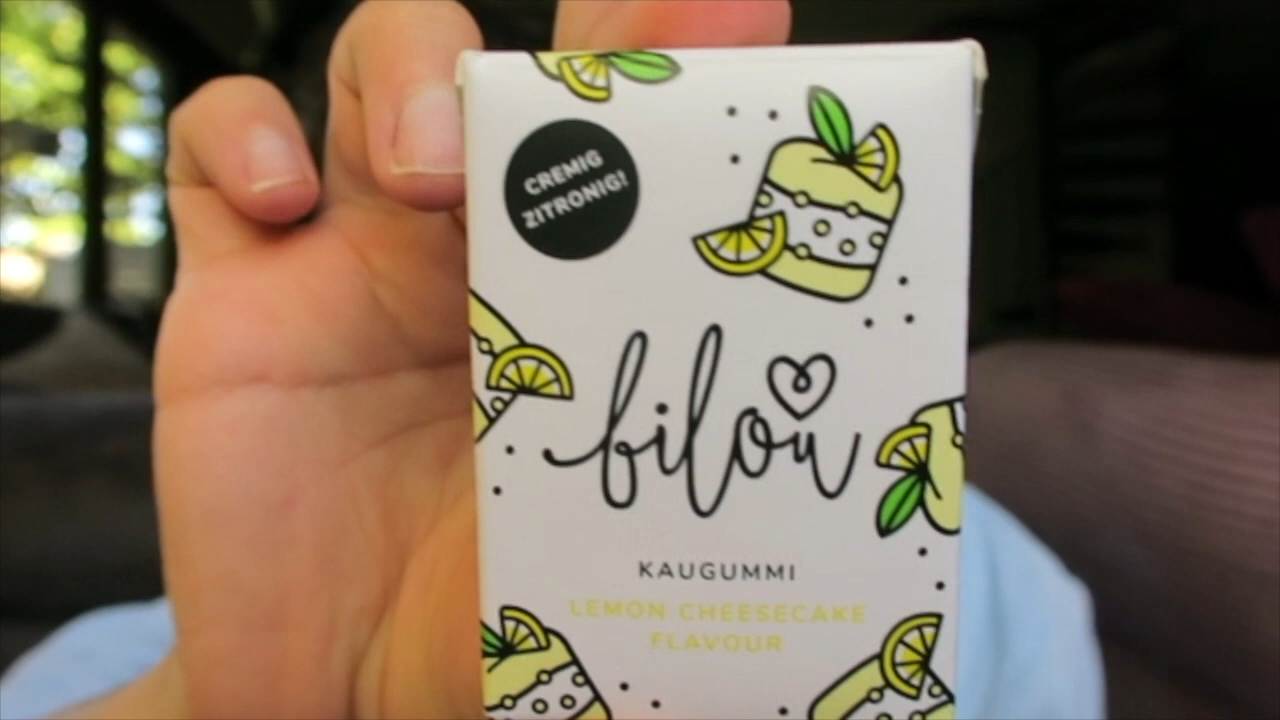 CREMIG
ZITRONIG!
bilou
KAUGUMMI
LEMON CHEESECAKE
FLAVOUR